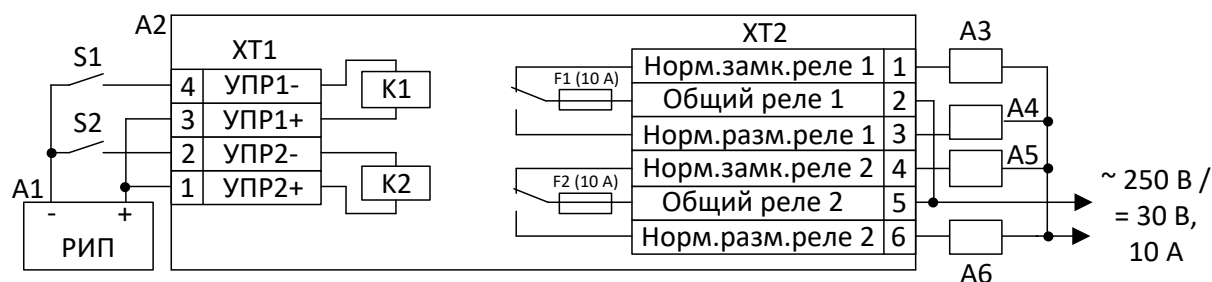 A2
S1
XT1
XT2
A3
4 УПР1-
K1
F1 (10 А)
Норм.замк.реле 1 1
S2
3 УПР1+
Общий реле 1 2
A4
2 УПР2-
Норм.разм.реле 1 3
A5
A1
1 УПР2+
K2
F2 (10 А)
Норм.замк.реле 2 4
- +
РИП
Общий реле 2 5
Норм.разм.реле 2 6
A6
~ 250 В /
= 30 В,
10 А